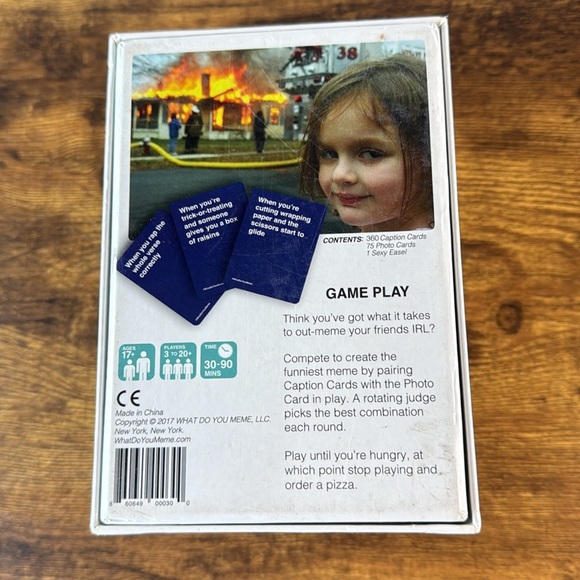 38
When you rap the
whole verse
correctly
When you're
trick-or-treating
and someone
gives you a box
of raisins
When you're
cutting wrapping
paper and the
scissors start to
glide
CONTENTS: 360 Caption Cards
75 Photo Cards
1 Sexy Easel
GAME PLAY
Think you've got what it takes
to out-meme your friends IRL?
Compete to create the
funniest meme by pairing
Caption Cards with the Photo
Card in play. A rotating judge
picks the best combination
each round.
Play until you're hungry, at
which point stop playing and
order a pizza.
AGES
17+
PLAYERS
3 TO 20+
TIME
30-90
MINS
CE
Made in China
Copyright © 2017 WHAT DO YOU MEME, LLC.
New York, New York.
WhatDoYouMeme.com
8 60649 00030 0